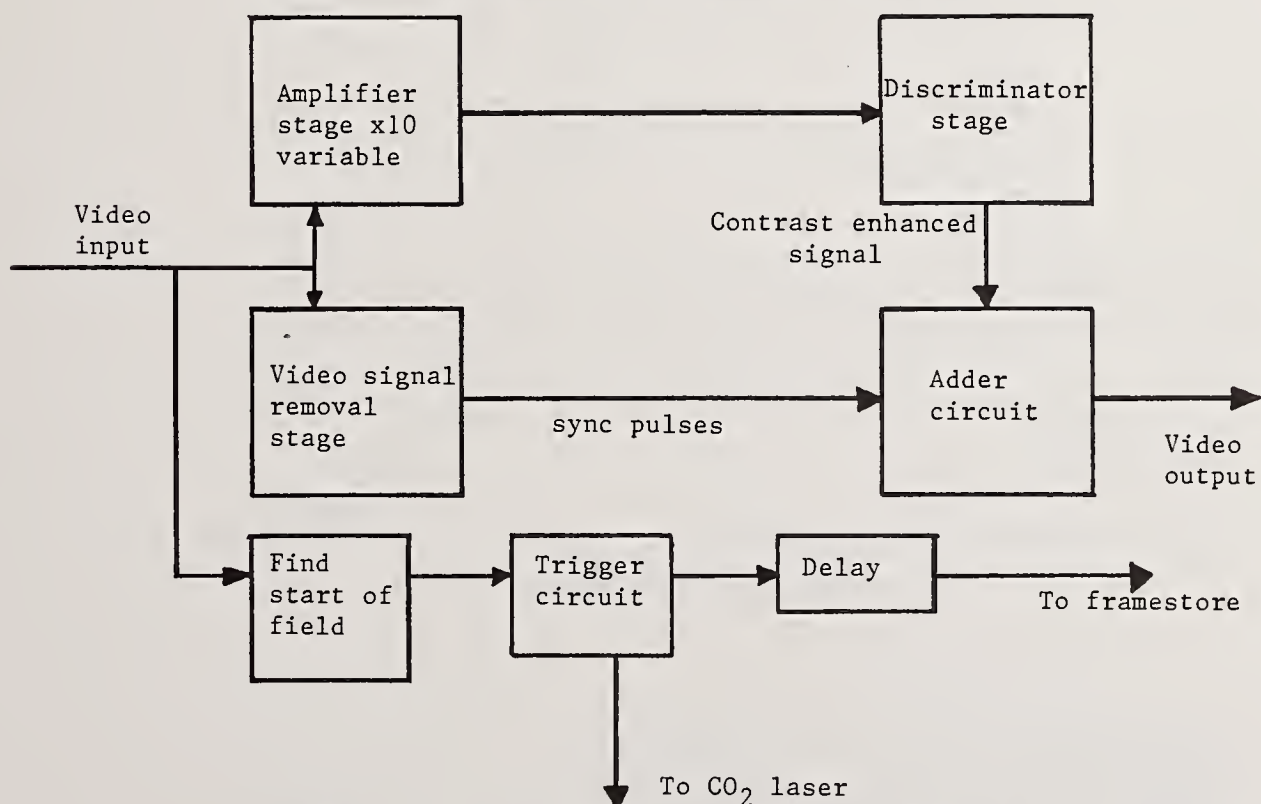 Amplifier
stage x10
variable
Discriminator
stage
Video
input
Contrast enhanced
signal
Video signal
removal
stage
sync pulses
Adder
circuit
Video
output
Find
start of
field
Trigger
circuit
Delay
To framestore
To CO2 laser